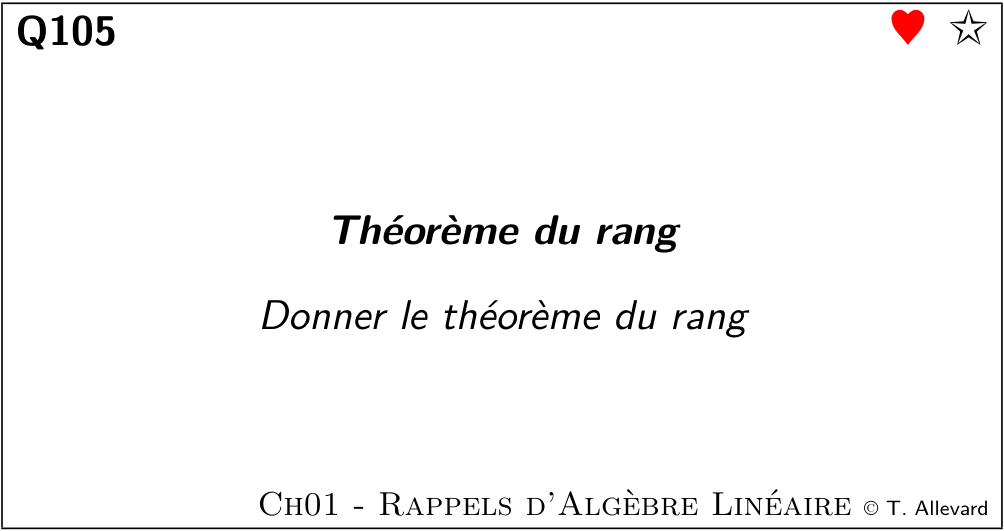 Q105
Théorème du rang
Donner le théorème du rang
Ch01 - Rappels d'Algèbre Linéaire © T. Allevard